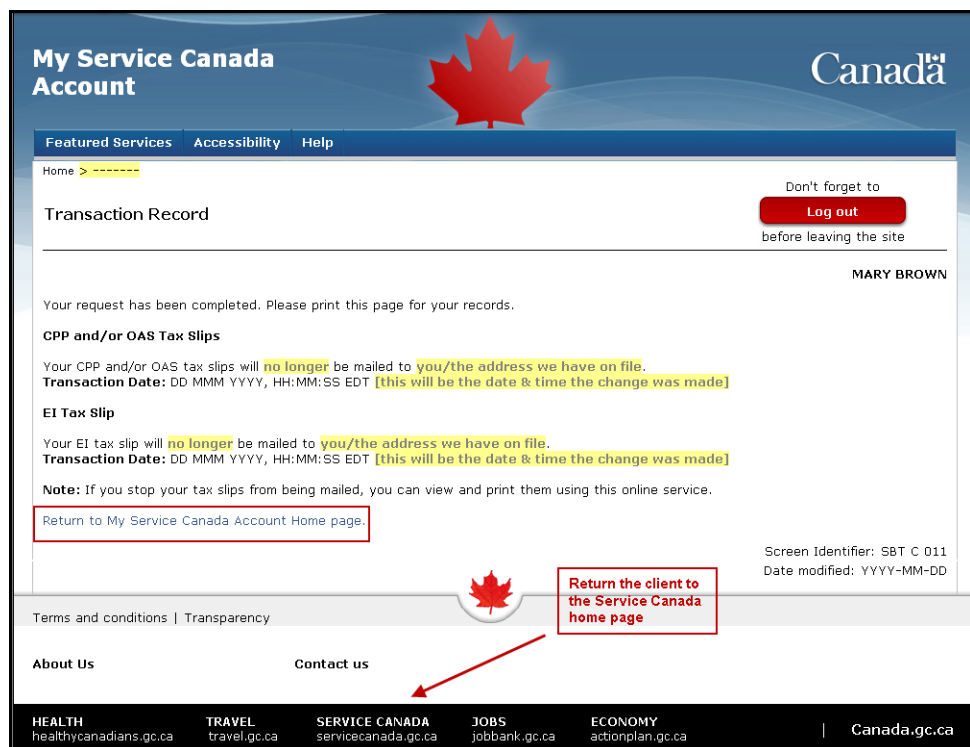 My Service Canada
Account
Canada
Featured Services Accessibility Help
Home > -------
Don't forget to
Transaction Record
Log out
before leaving the site
MARY BROWN
Your request has been completed. Please print this page for your records.
CPP and/or OAS Tax Slips
Your CPP and/or OAS tax slips will no longer be mailed to you/the address we have on file.
Transaction Date: DD MMM YYYY, HH:MM:SS EDT [this will be the date & time the change was made]
EI Tax Slip
Your EI tax slip will no longer be mailed to you/the address we have on file.
Transaction Date: DD MMM YYYY, HH:MM:SS EDT [this will be the date & time the change was made]
Note: If you stop your tax slips from being mailed, you can view and print them using this online service.
Return to My Service Canada Account Home page.
Screen Identifier: SBT C 011
Date modified: YYYY-MM-DD
Return the client to
the Service Canada
home page
Terms and conditions | Transparency
About Us Contact us
HEALTH TRAVEL SERVICE CANADA JOBS ECONOMY
healthycanadians.gc.ca travel.gc.ca servicecanada.gc.ca jobbank.gc.ca actionplan.gc.ca | Canada.gc.ca